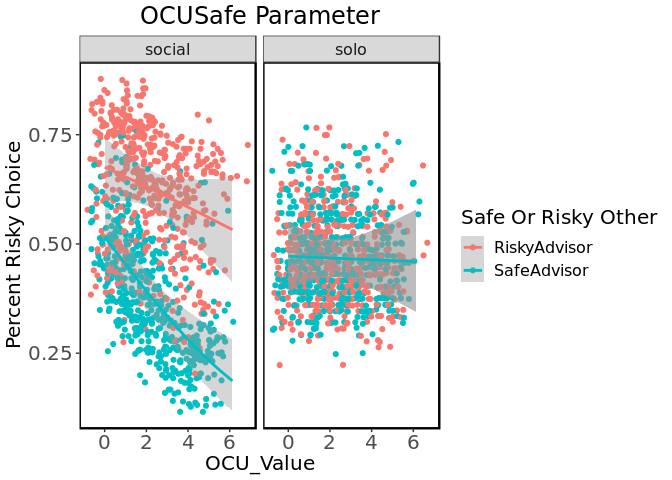 OCUSafe Parameter
social
solo
Percent Risky Choice
0.75
0.50
0.25
0 2 4 6
0 2 4 6
OCU_Value
Safe Or Risky Other
RiskyAdvisor
SafeAdvisor